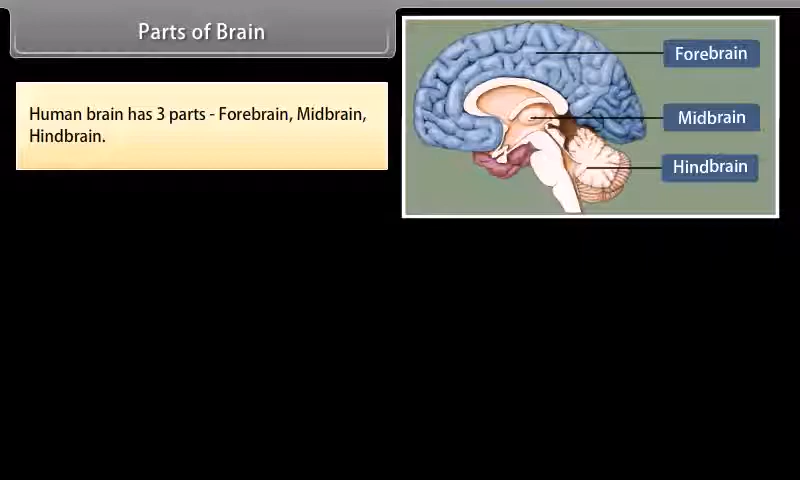 Parts of Brain
Human brain has 3 parts - Forebrain, Midbrain,
Hindbrain.
Forebrain
Midbrain
Hindbrain